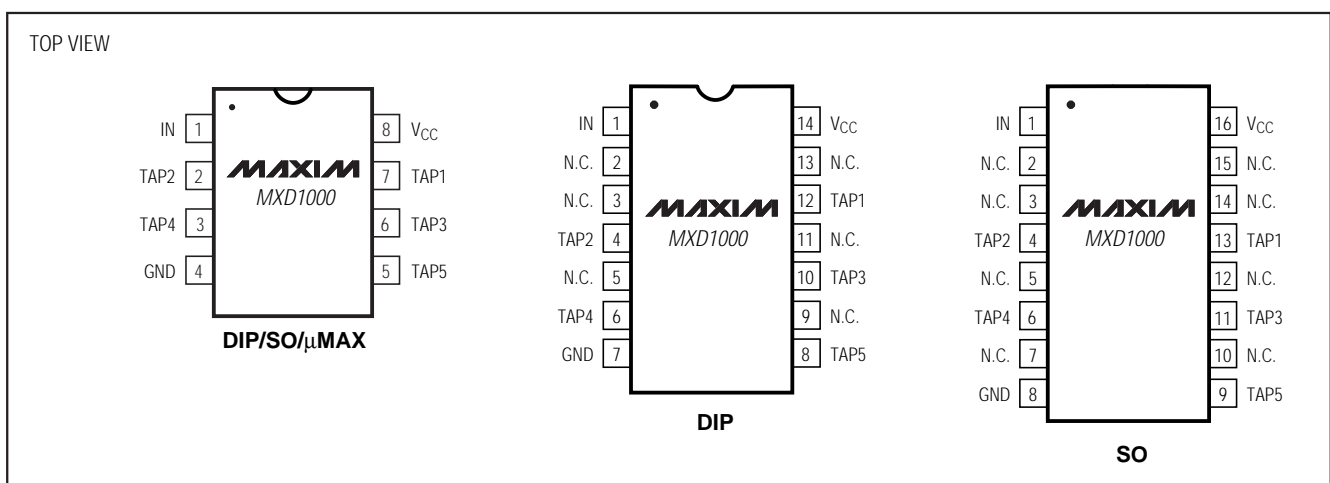 TOP VIEW
IN 1
TAP2 2
TAP4 3
GND 4
8 VCC
7 TAP1
6 TAP3
5 TAP5
MAXIM
MXD1000
DIP/SO/μMAX
IN 1
N.C. 2
N.C. 3
TAP2 4
N.C. 5
TAP4 6
GND 7
14 VCC
13 N.C.
12 TAP1
11 N.C.
10 TAP3
9 N.C.
8 TAP5
MAXIM
MXD1000
DIP
IN 1
N.C. 2
N.C. 3
TAP2 4
N.C. 5
TAP4 6
N.C. 7
GND 8
16 VCC
15 N.C.
14 N.C.
13 TAP1
12 N.C.
11 TAP3
10 N.C.
9 TAP5
MAXIM
MXD1000
SO